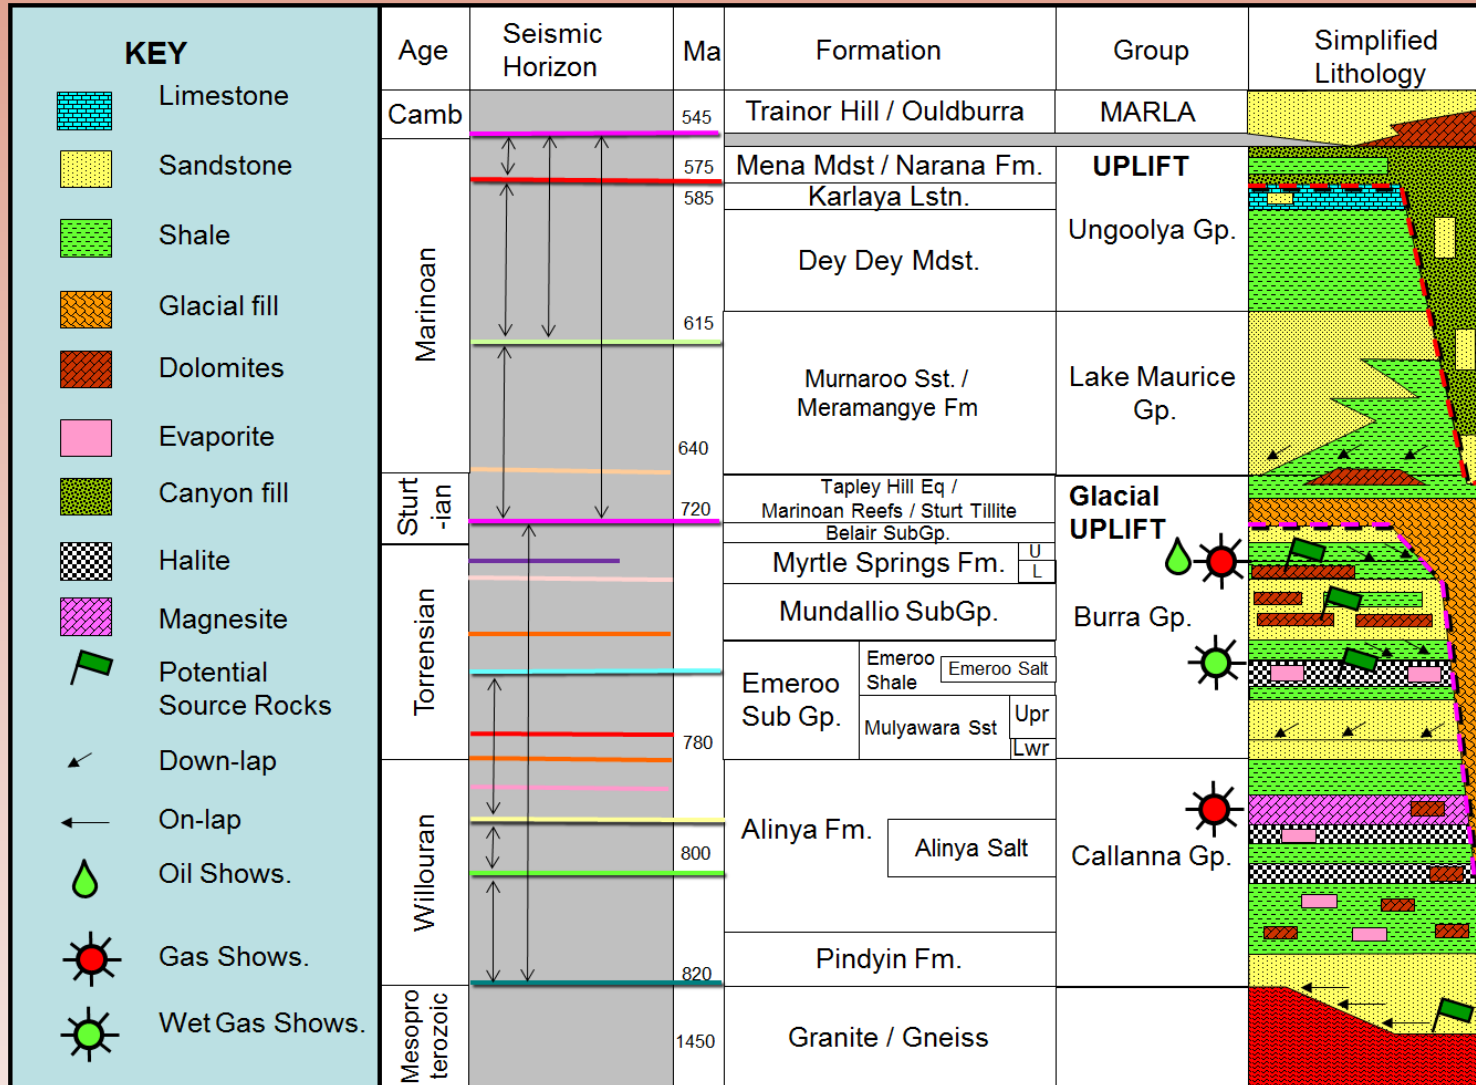 KEY
Limestone
Sandstone
Shale
Glacial fill
Dolomites
Evaporite
Canyon fill
Halite
Magnesite
Potential
Source Rocks
Down-lap
On-lap
Oil Shows.
Gas Shows.
Wet Gas Shows.
Age
Seismic
Horizon
Ma
Formation
Group
Simplified
Lithology
Camb
545
Trainor Hill / Ouldburra
MARLA
Marinoan
575
Mena Mdst / Narana Fm.
UPLIFT
585
Karlaya Lstn.
Ungoolya Gp.
Dey Dey Mdst.
615
Murnaroo Sst. /
Meramangye Fm
Lake Maurice
Gp.
640
Sturt
-ian
Tapley Hill Eq /
Marinoan Reefs / Sturt Tillite
720
Belair SubGp.
Glacial
UPLIFT
Torrensian
Myrtle Springs Fm.
U
L
Mundallio SubGp.
Burra Gp.
Emeroo
Sub Gp.
Emeroo
Shale
Emeroo Salt
Mulyawara Sst
Upr
Lwr
780
Willouran
Alinya Fm.
Alinya Salt
Callanna Gp.
800
Pindyin Fm.
820
Mesopro
terozoic
1450
Granite / Gneiss